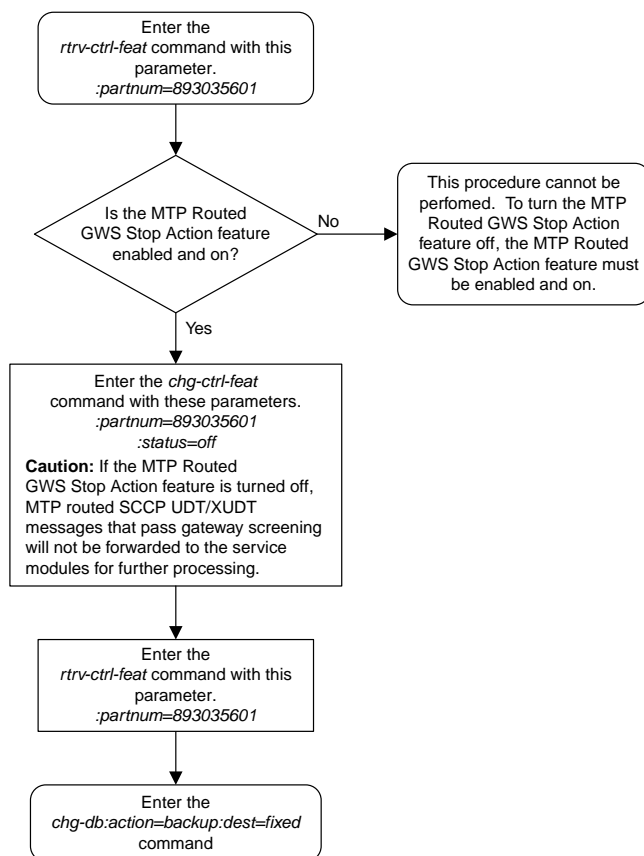 Enter the
rtrv-ctrl-feat command with this
parameter.
:partnum=893035601
Is the MTP Routed
GWS Stop Action feature
enabled and on?
No
This procedure cannot be
perfomed. To turn the MTP
Routed GWS Stop Action
feature off, the MTP Routed
GWS Stop Action feature must
be enabled and on.
Yes
Enter the chg-ctrl-feat
command with these parameters.
:partnum=893035601
:status=off
Caution: If the MTP Routed
GWS Stop Action feature is turned off,
MTP routed SCCP UDT/XUDT
messages that pass gateway screening
will not be forwarded to the service
modules for further processing.
Enter the
rtrv-ctrl-feat command with this
parameter.
:partnum=893035601
Enter the
chg-db:action=backup:dest=fixed
command